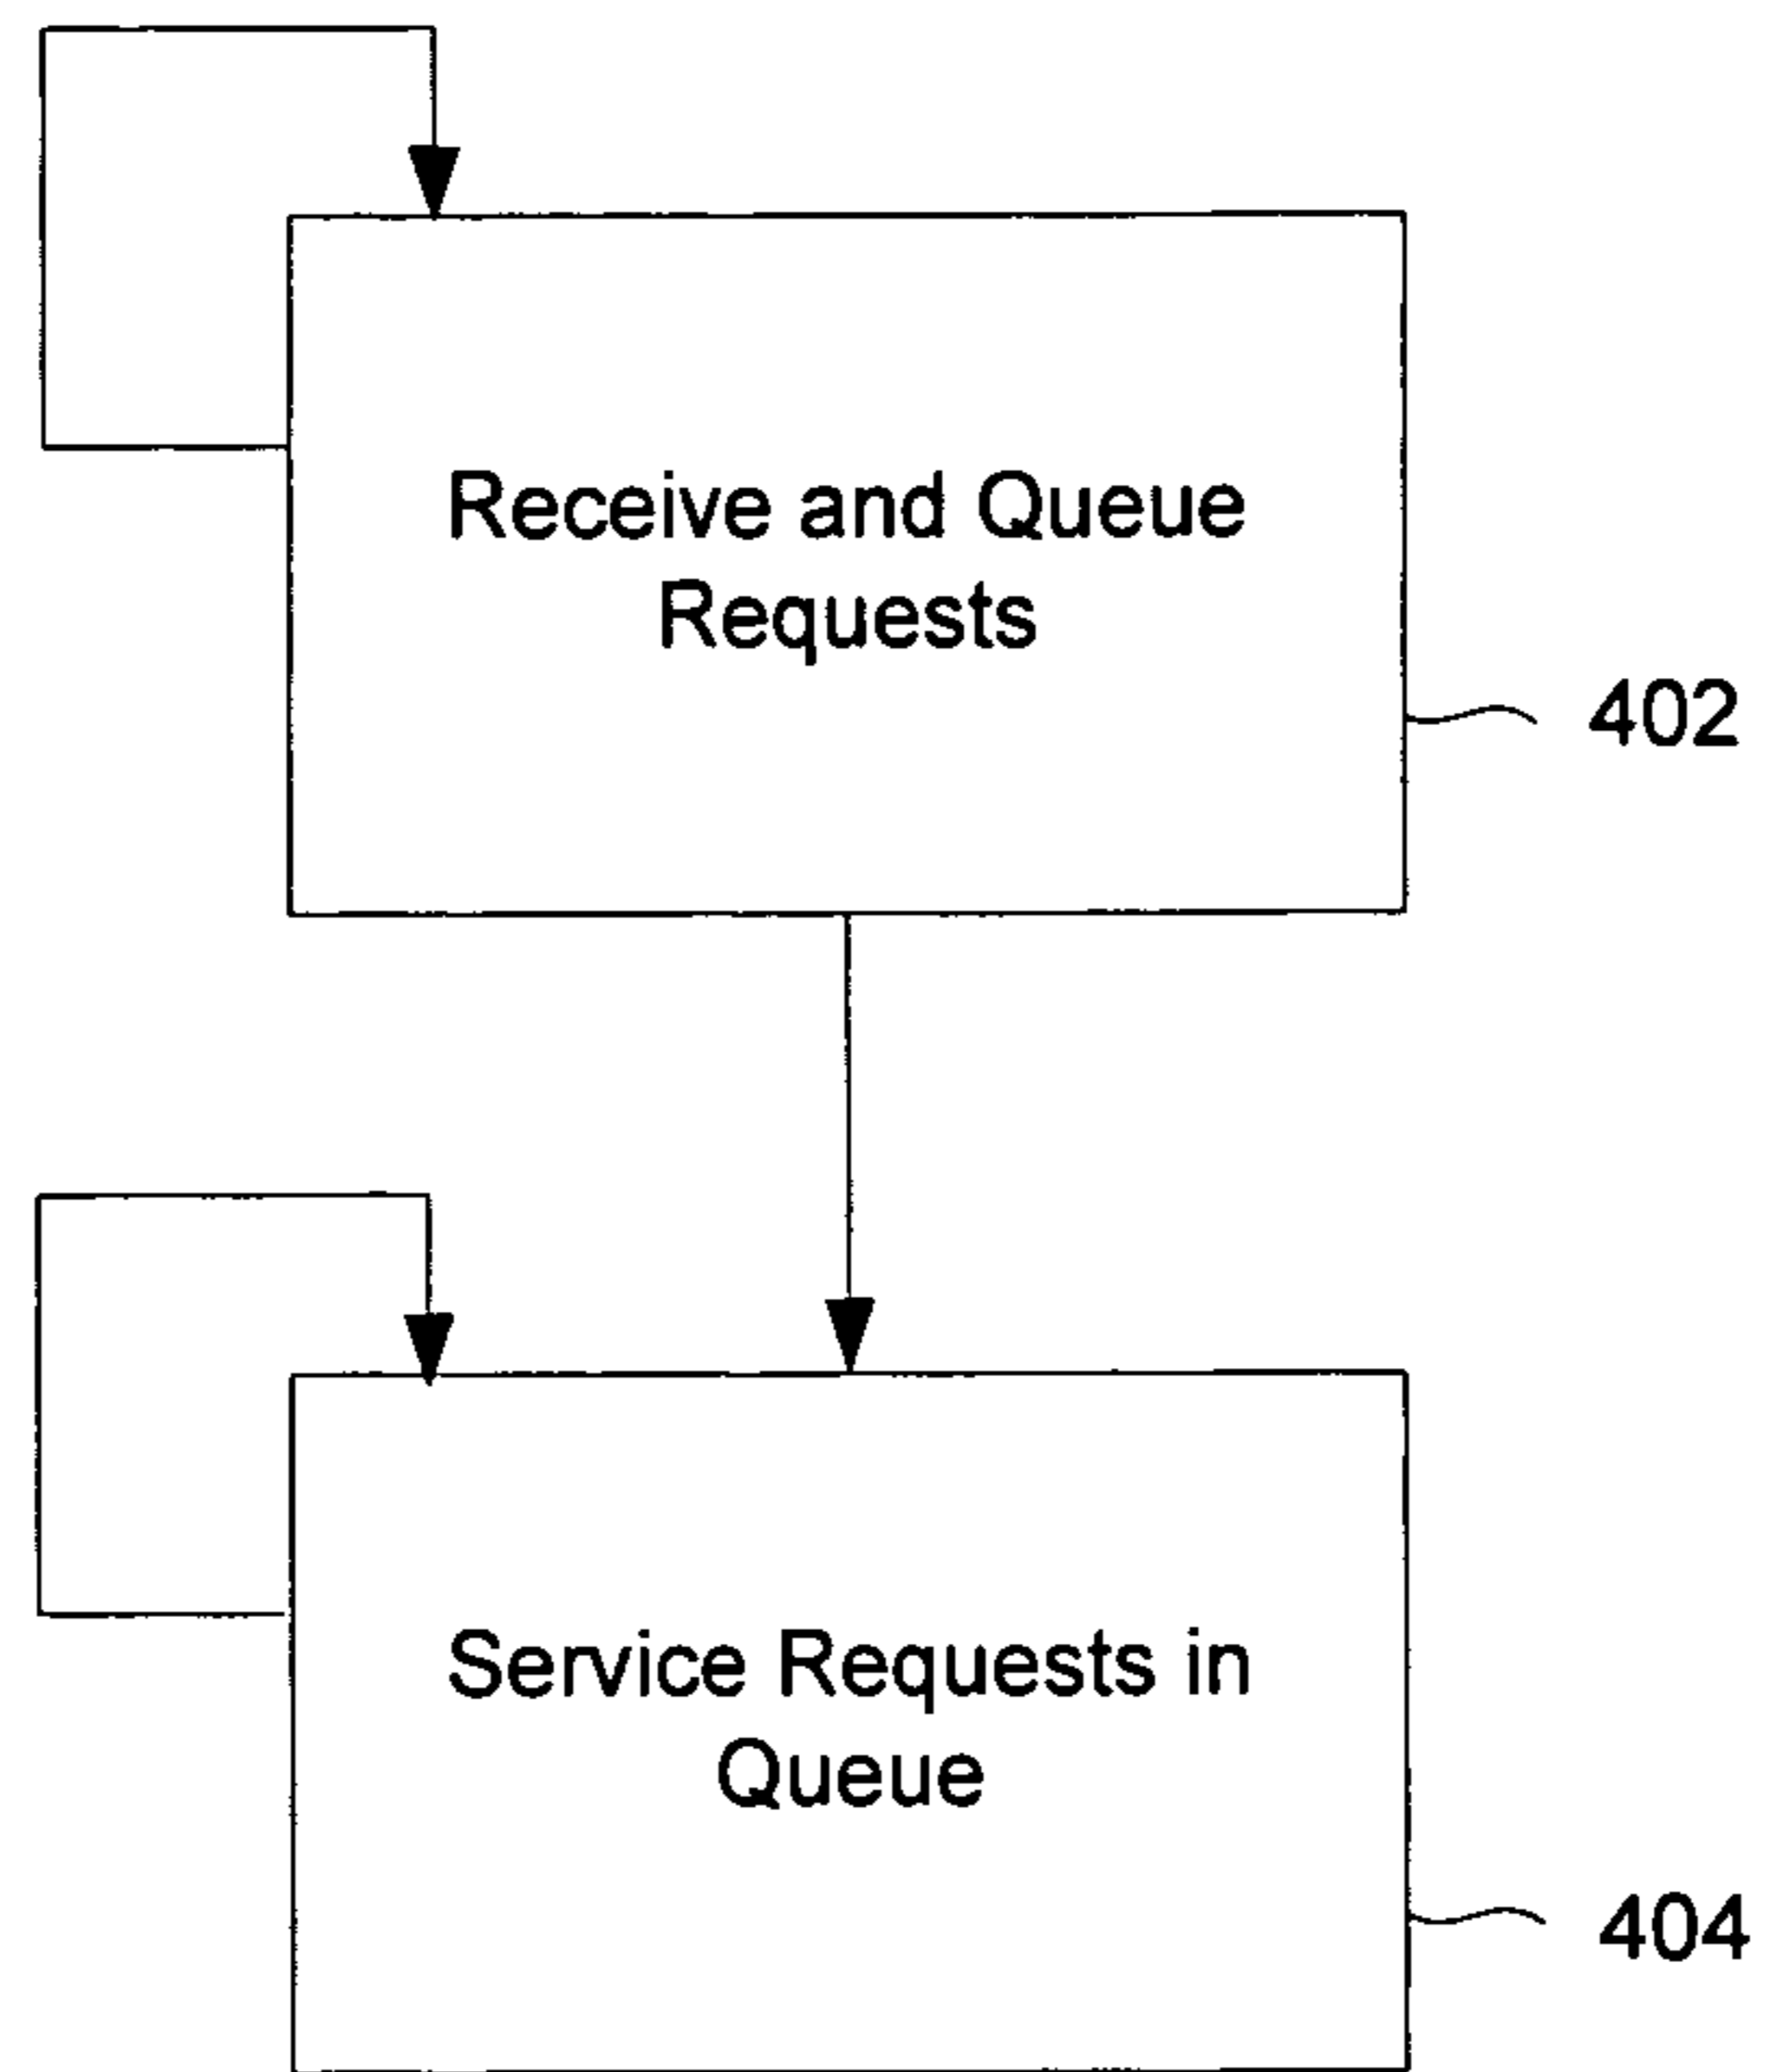 Receive and Queue
Requests
402
Service Requests in
Queue
404